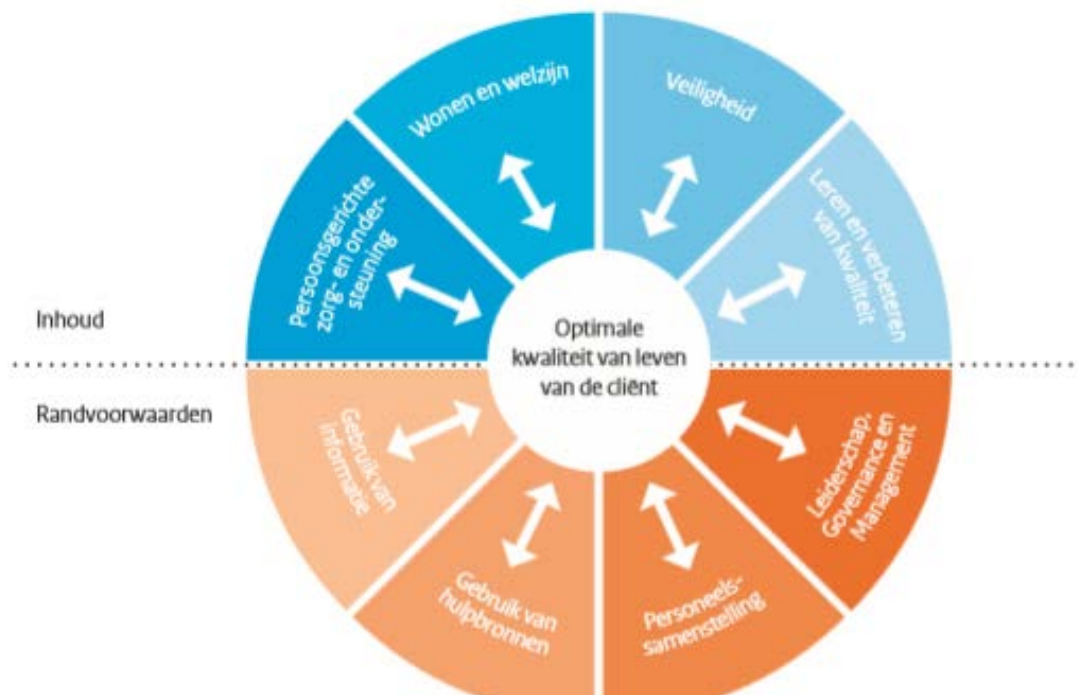 Wonen en welzijn
Veiligheid
Persoonsgerichte
zorg- en onder-
steuning
Leren en verbeteren
van kwaliteit
Inhoud
Optimale
kwaliteit van leven
van de cliënt
Randvoorwaarden
Gebruik van
informatie
Leiderschap,
Governance en
Management
Gebruik van
hulpbronnen
Personeels-
samenstelling